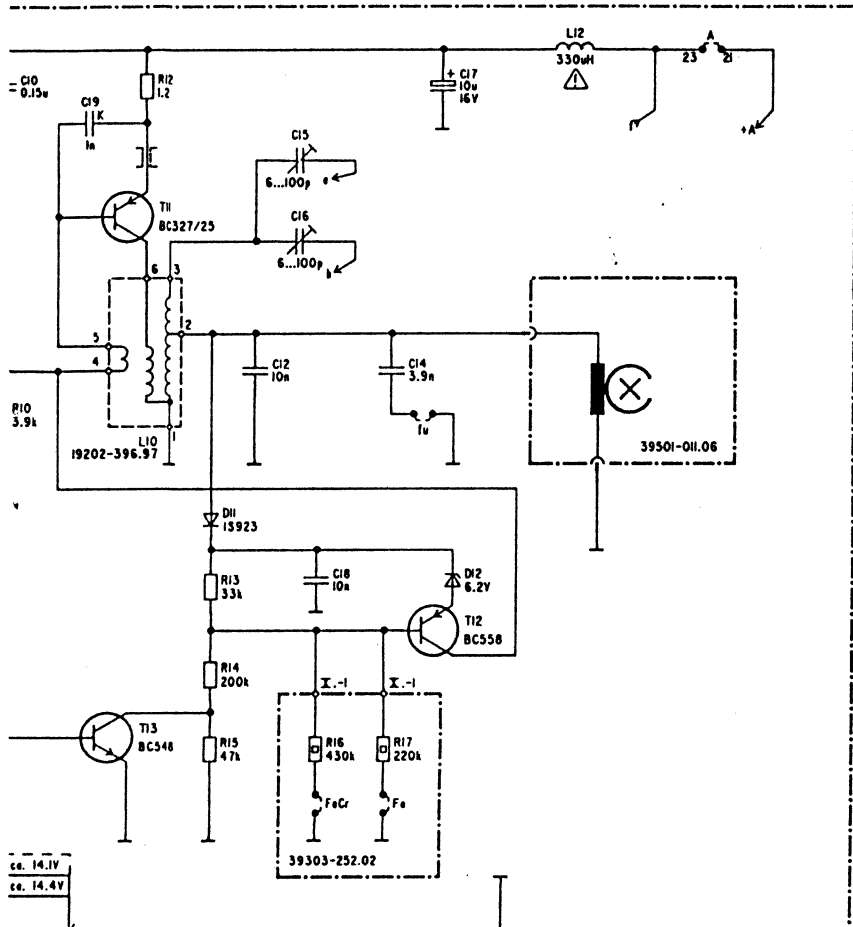 L12
330uH
A
23
21
+A
C10
0.15u
R12
1.2
+ C17
10u
16V
C19
K
1n
C15
6...100p
a
T11
BC327/25
C16
6...100p
b
6
3
2
5
4
1
C12
10n
C14
3.9n
fu
R10
3.9k
L10
19202-396.97
39501-011.06
D11
1S923
R13
33k
C18
10n
D12
6.2V
T12
BC558
R14
200k
X.-1
X.-1
T13
BC548
R15
47k
R16
430k
R17
220k
FeCr
Fe
39303-252.02
ca. 14.1V
ca. 14.4V